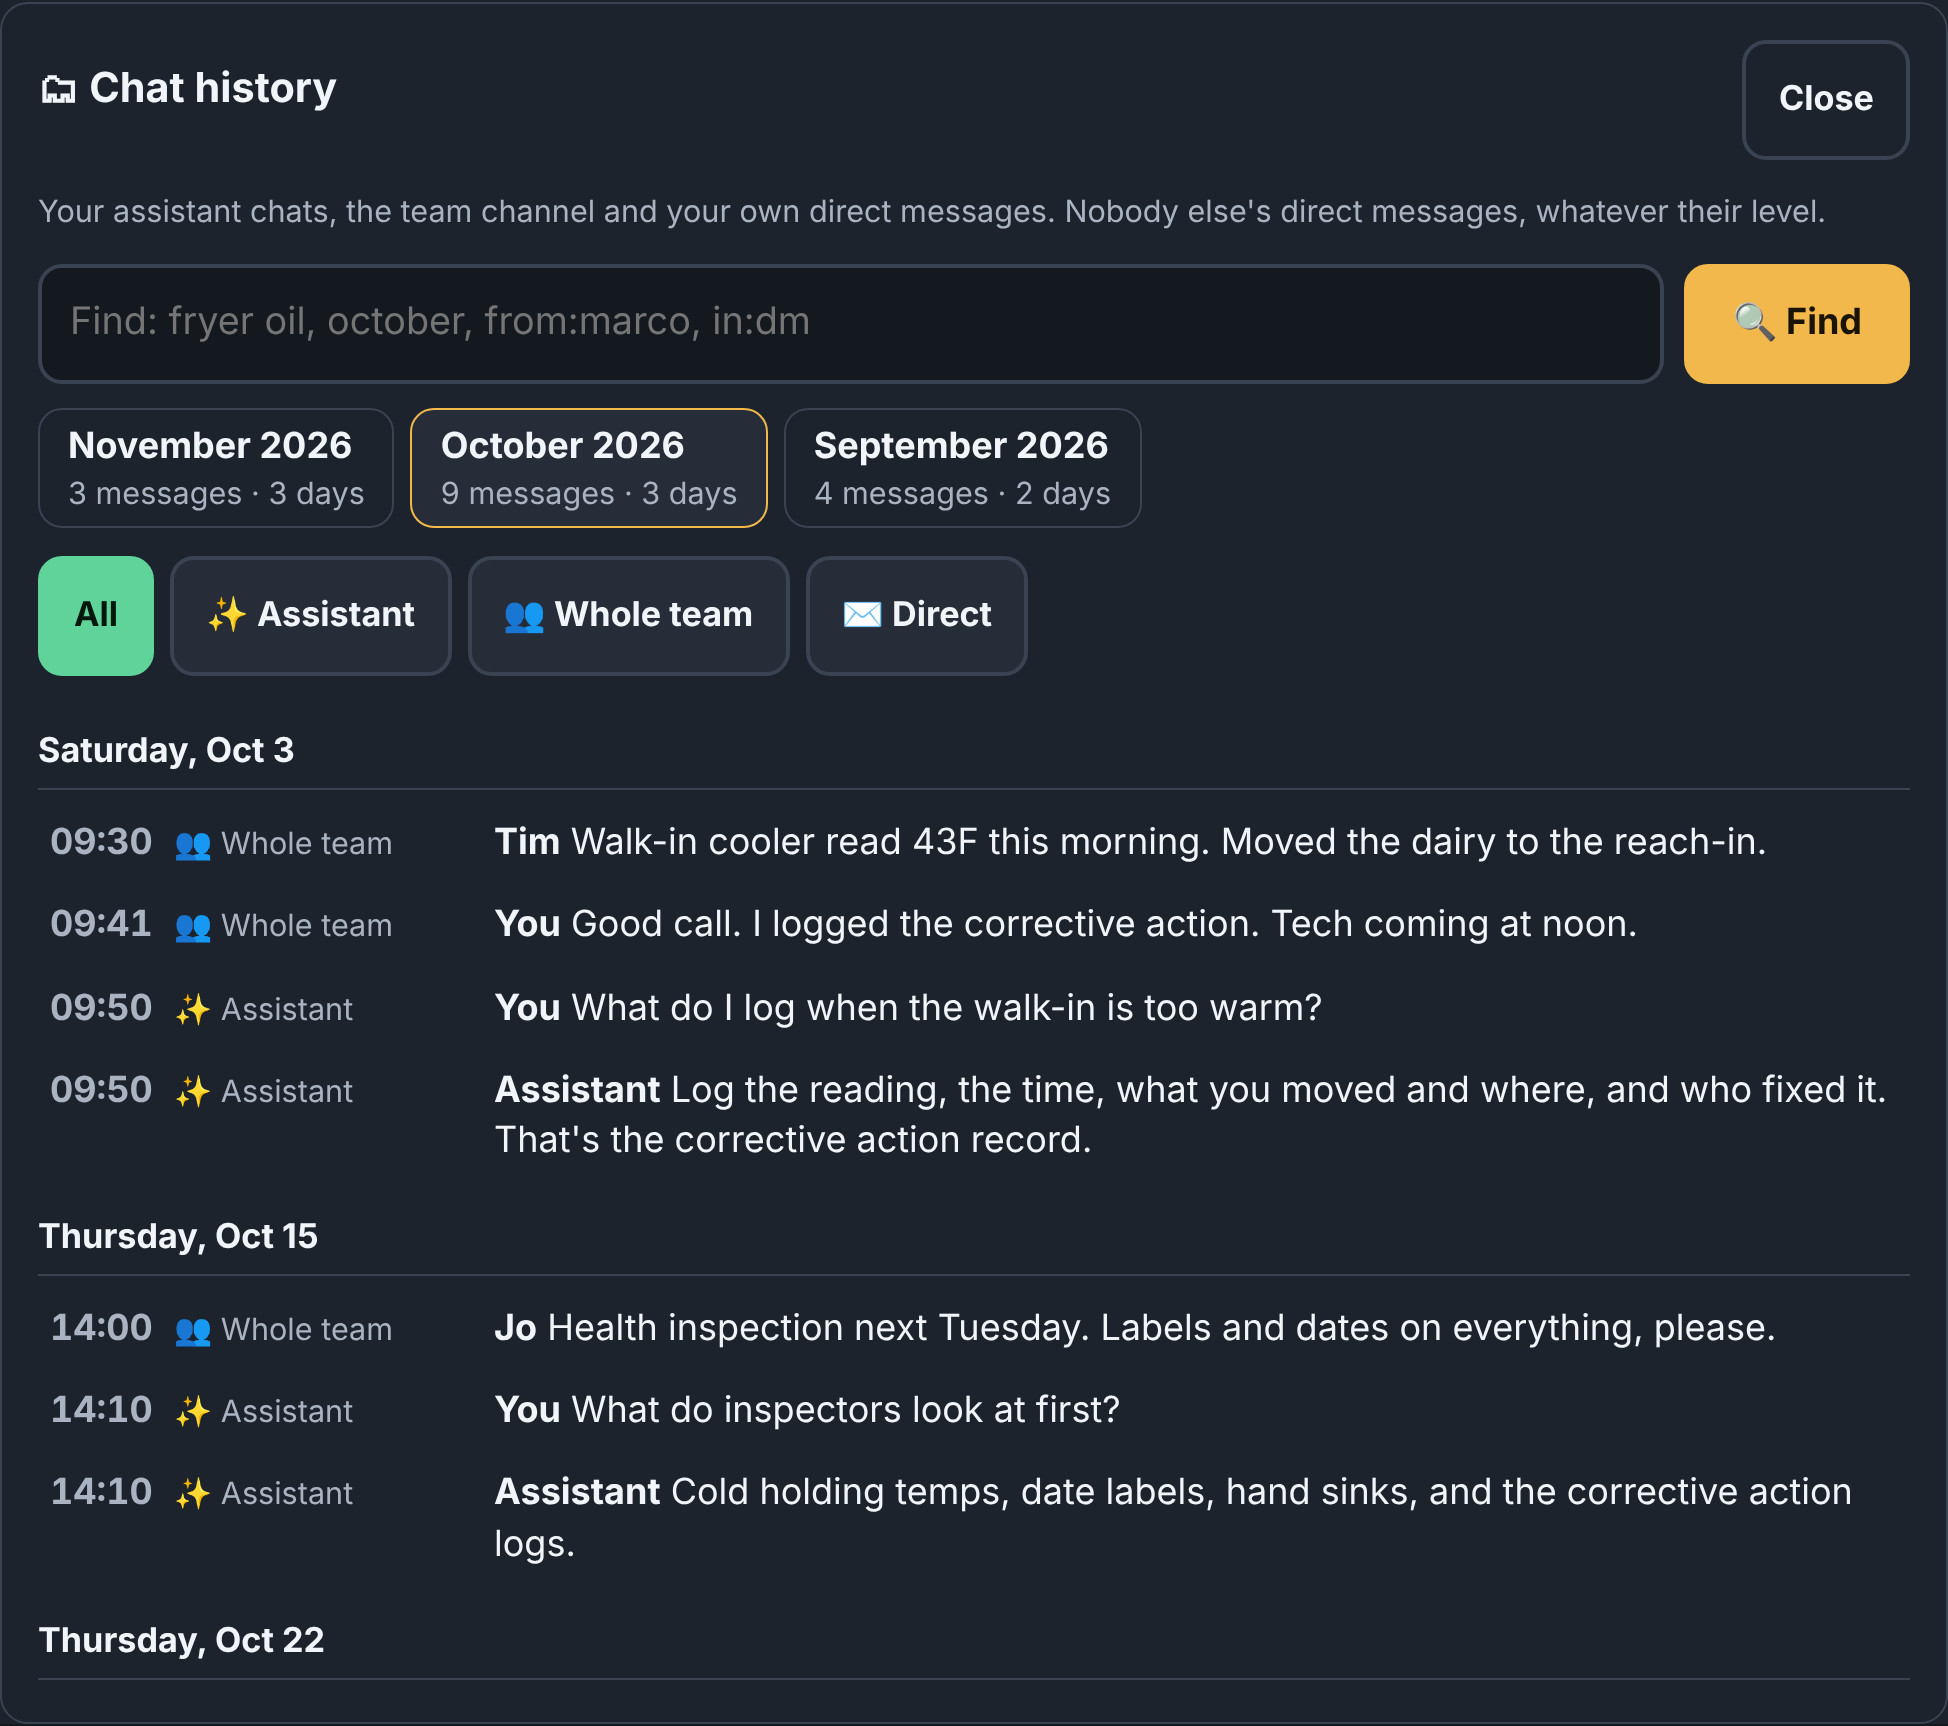 🗂 Chat history
Close
Your assistant chats, the team channel and your own direct messages. Nobody else's direct messages, whatever their level.
Find: fryer oil, october, from:marco, in:dm
🔍 Find
November 2026
3 messages · 3 days
October 2026
9 messages · 3 days
September 2026
4 messages · 2 days
All
✨ Assistant
👥 Whole team
✉️ Direct
Saturday, Oct 3
09:30 👥 Whole team Tim Walk-in cooler read 43F this morning. Moved the dairy to the reach-in.
09:41 👥 Whole team You Good call. I logged the corrective action. Tech coming at noon.
09:50 ✨ Assistant You What do I log when the walk-in is too warm?
09:50 ✨ Assistant Assistant Log the reading, the time, what you moved and where, and who fixed it.
That's the corrective action record.
Thursday, Oct 15
14:00 👥 Whole team Jo Health inspection next Tuesday. Labels and dates on everything, please.
14:10 ✨ Assistant You What do inspectors look at first?
14:10 ✨ Assistant Assistant Cold holding temps, date labels, hand sinks, and the corrective action
logs.
Thursday, Oct 22